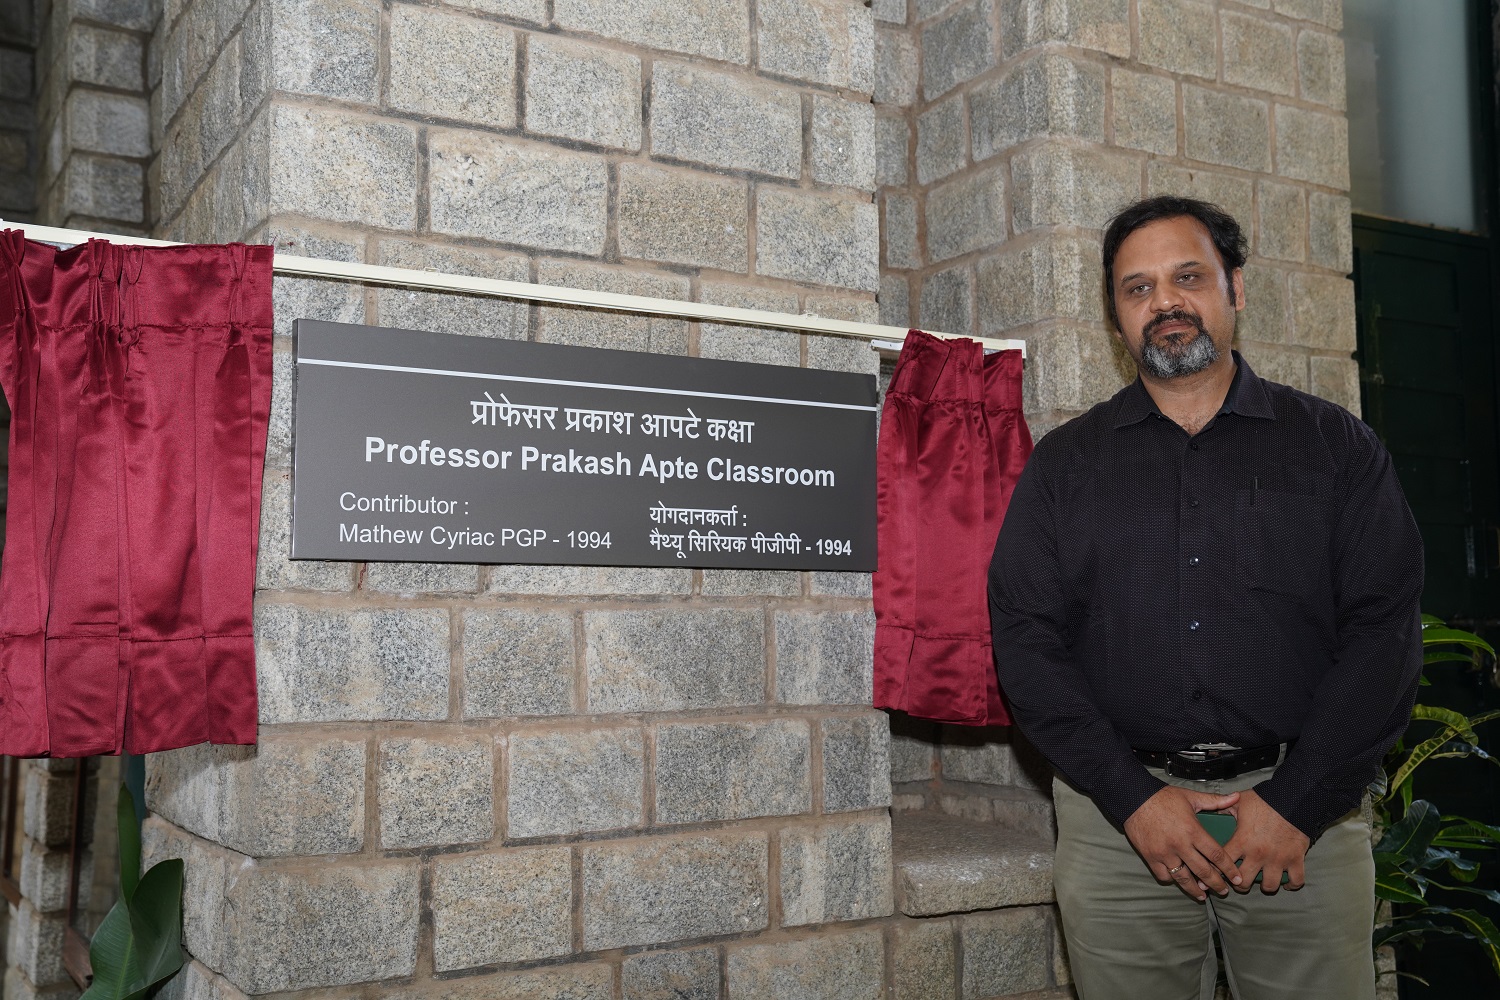 प्रोफेसर प्रकाश आपटे कक्षा
Professor Prakash Apte Classroom
Contributor :
Mathew Cyriac PGP - 1994
योगदानकर्ता :
मैथ्यू सिरियक पीजीपी - 1994